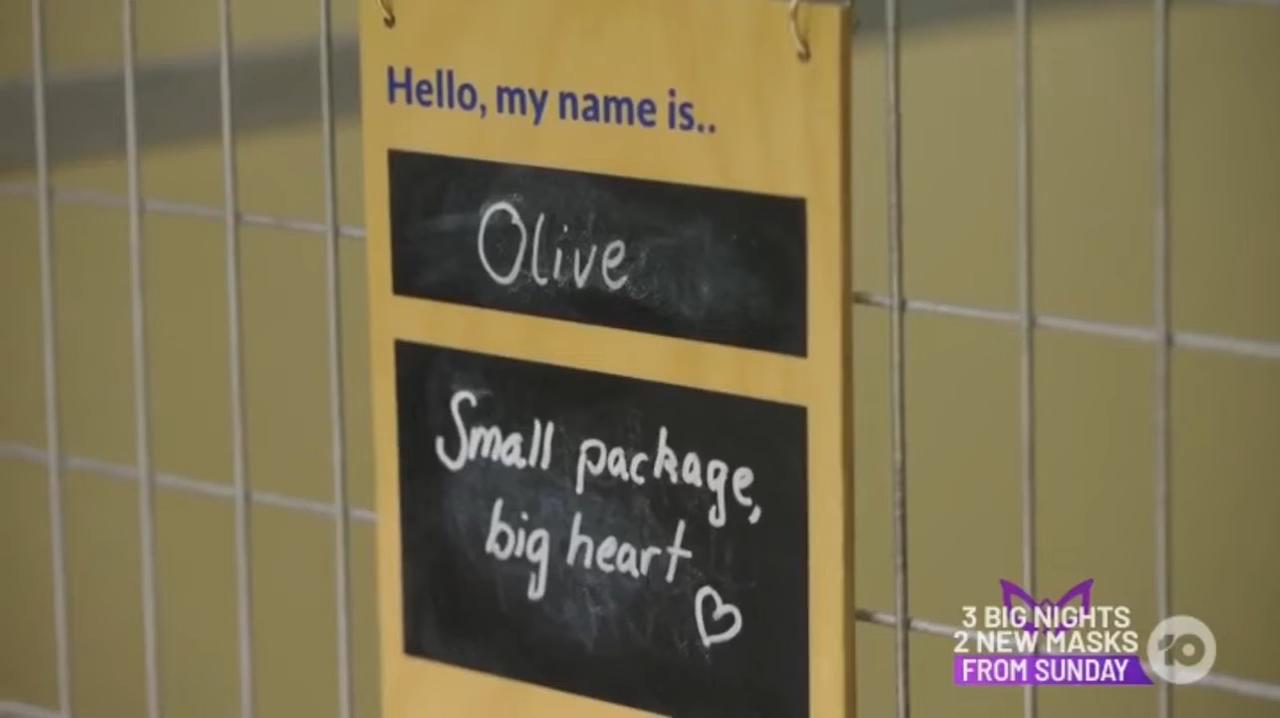 Hello, my name is..
Olive
Small package,
big heart
3 BIG NIGHTS
2 NEW MASKS
FROM SUNDAY
10